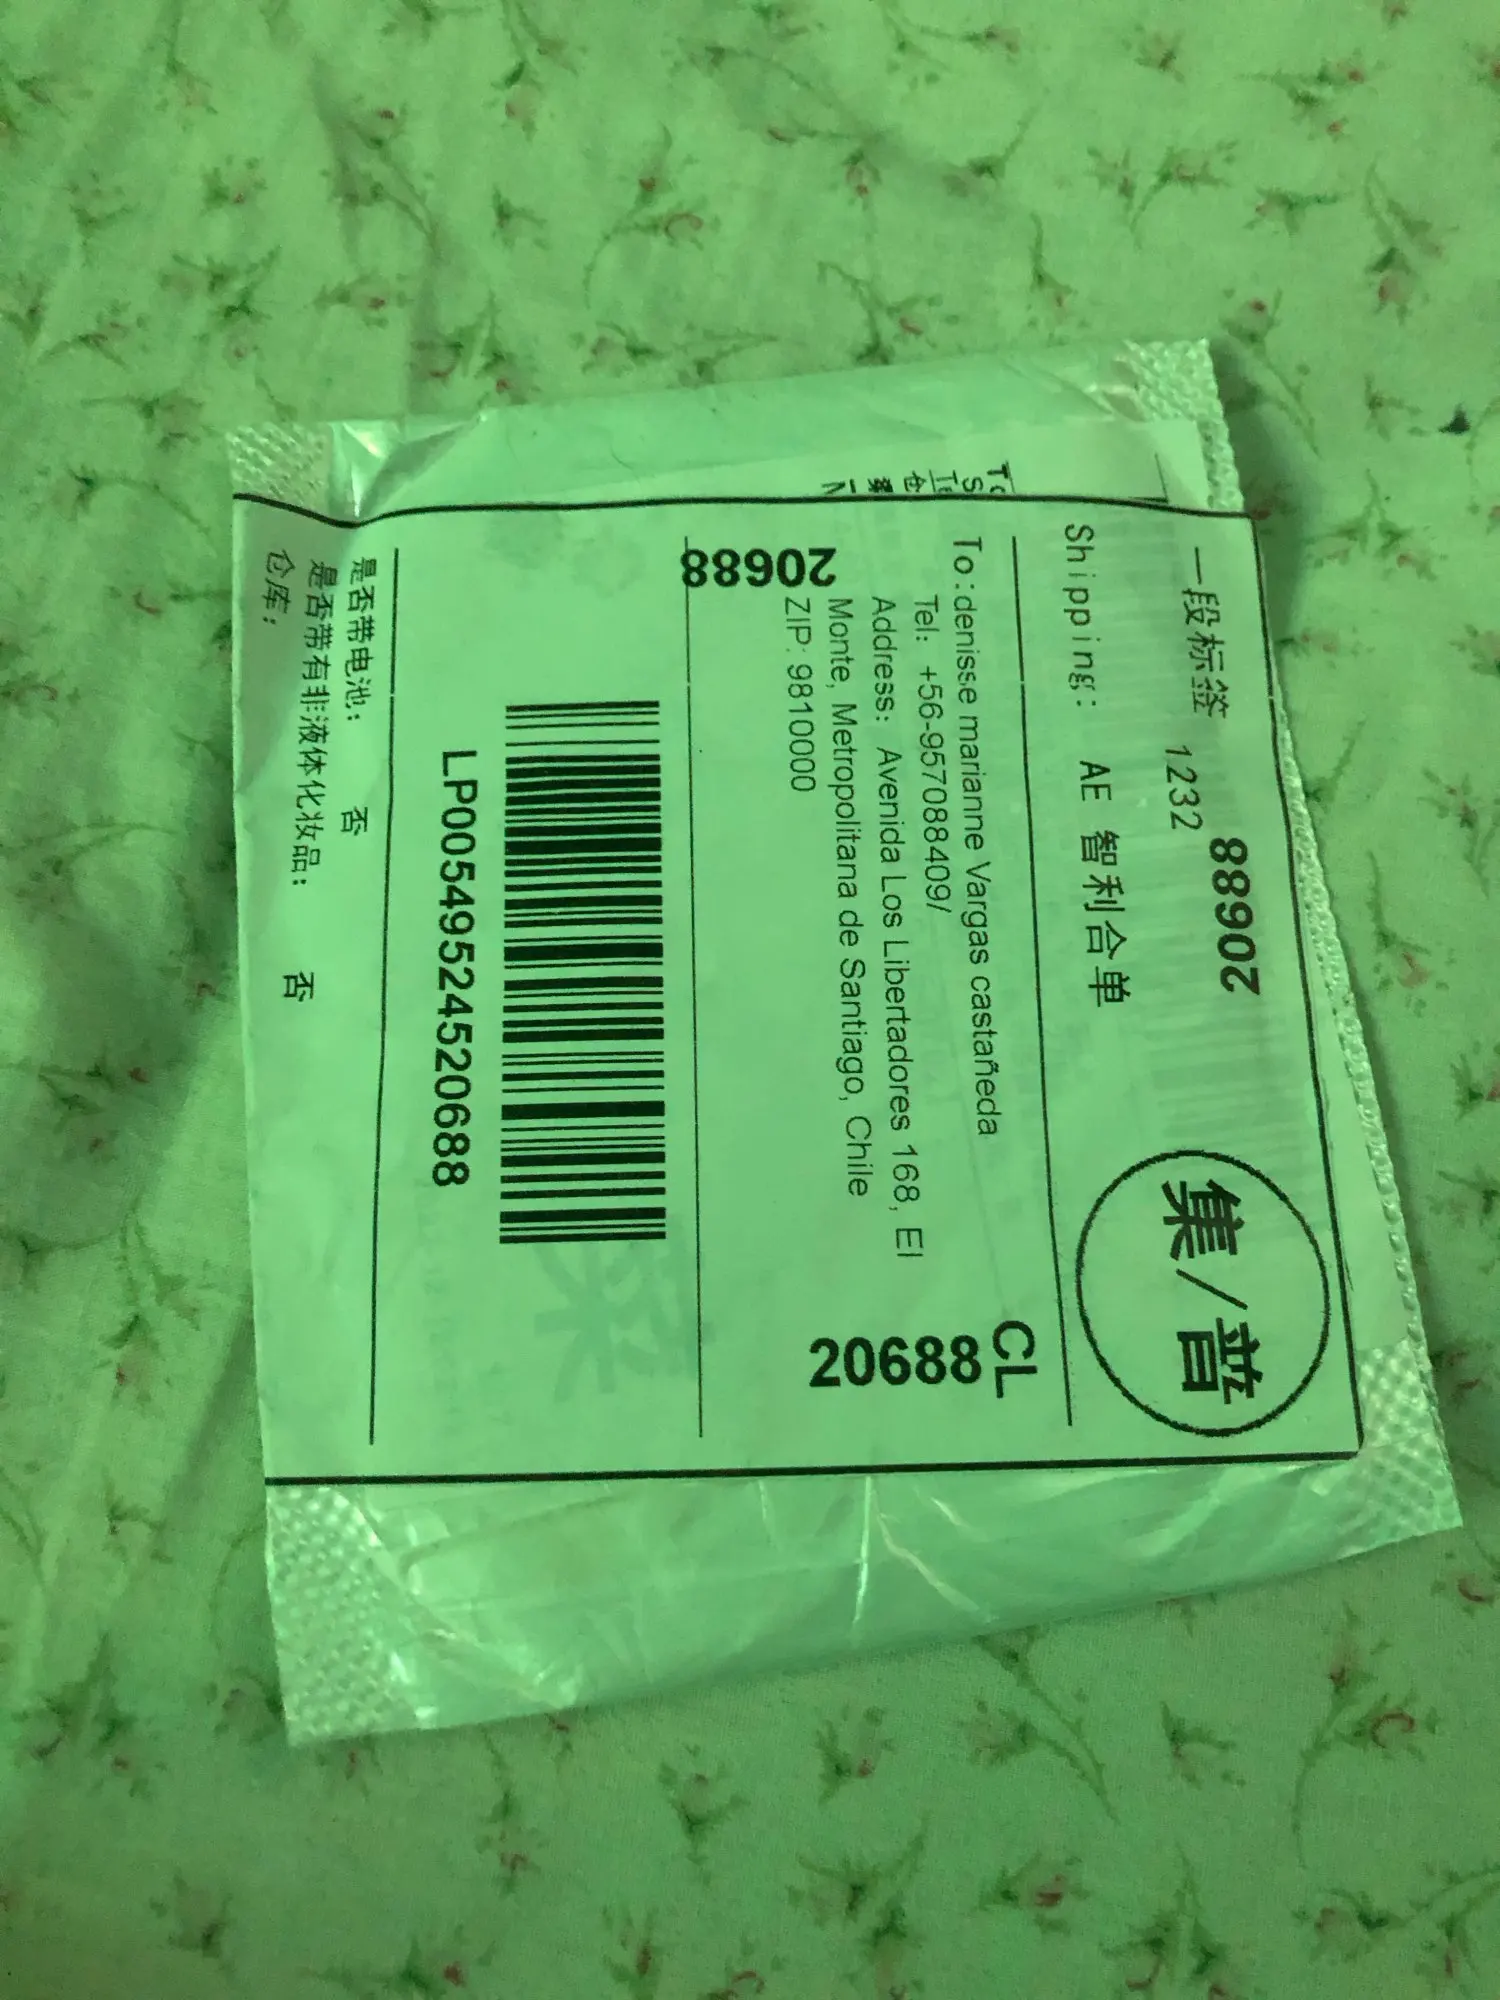 一段标签 1232
20688
集/普
Shipping: AE 智利合单
To:denisse marianne Vargas castañeda
CL
Tel: +56-957088409/
Address: Avenida Los Libertadores 168, El
Monte, Metropolitana de Santiago, Chile
ZIP: 9810000
20688
20688
LP00549524520688
是否带电池: 否
是否带有非液体化妆品: 否
仓库: